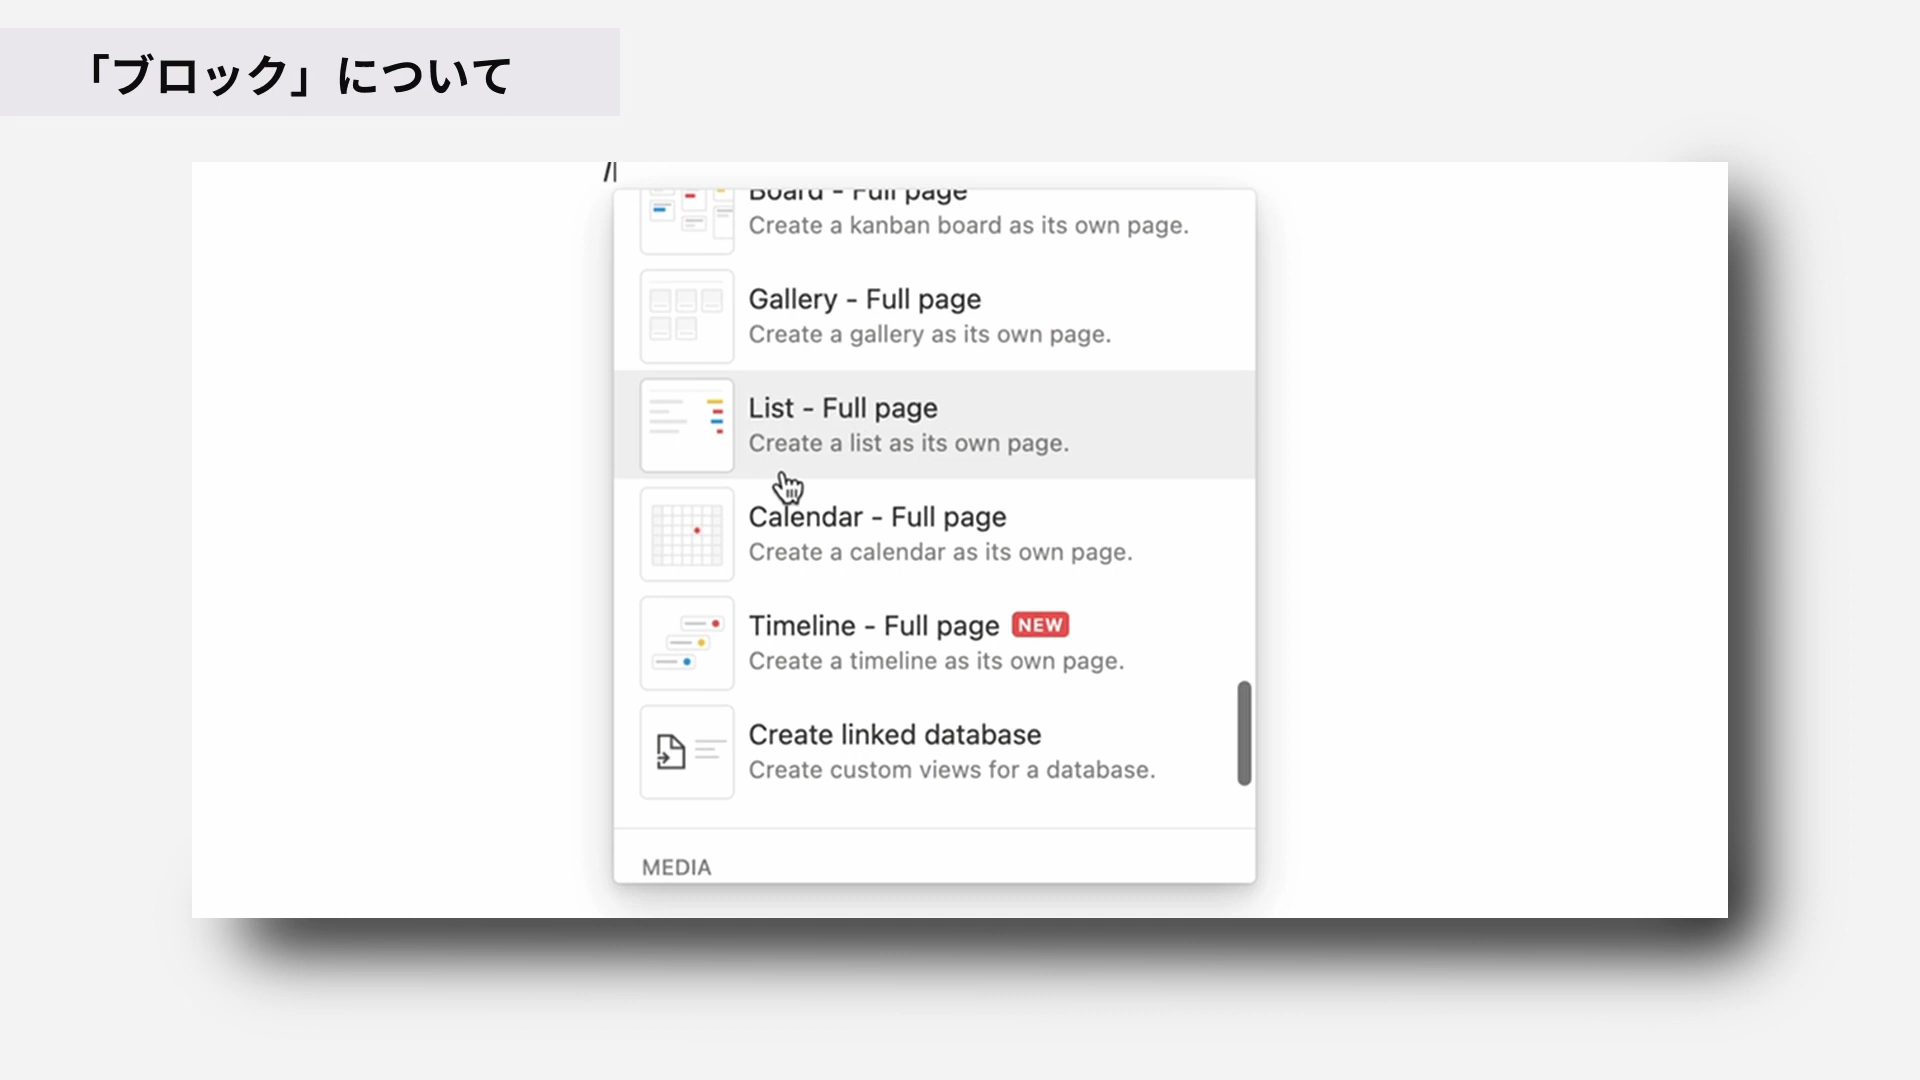 「ブロック」について
/
Board - Full page
Create a kanban board as its own page.
Gallery - Full page
Create a gallery as its own page.
List - Full page
Create a list as its own page.
Calendar - Full page
Create a calendar as its own page.
Timeline - Full page NEW
Create a timeline as its own page.
Create linked database
Create custom views for a database.
MEDIA